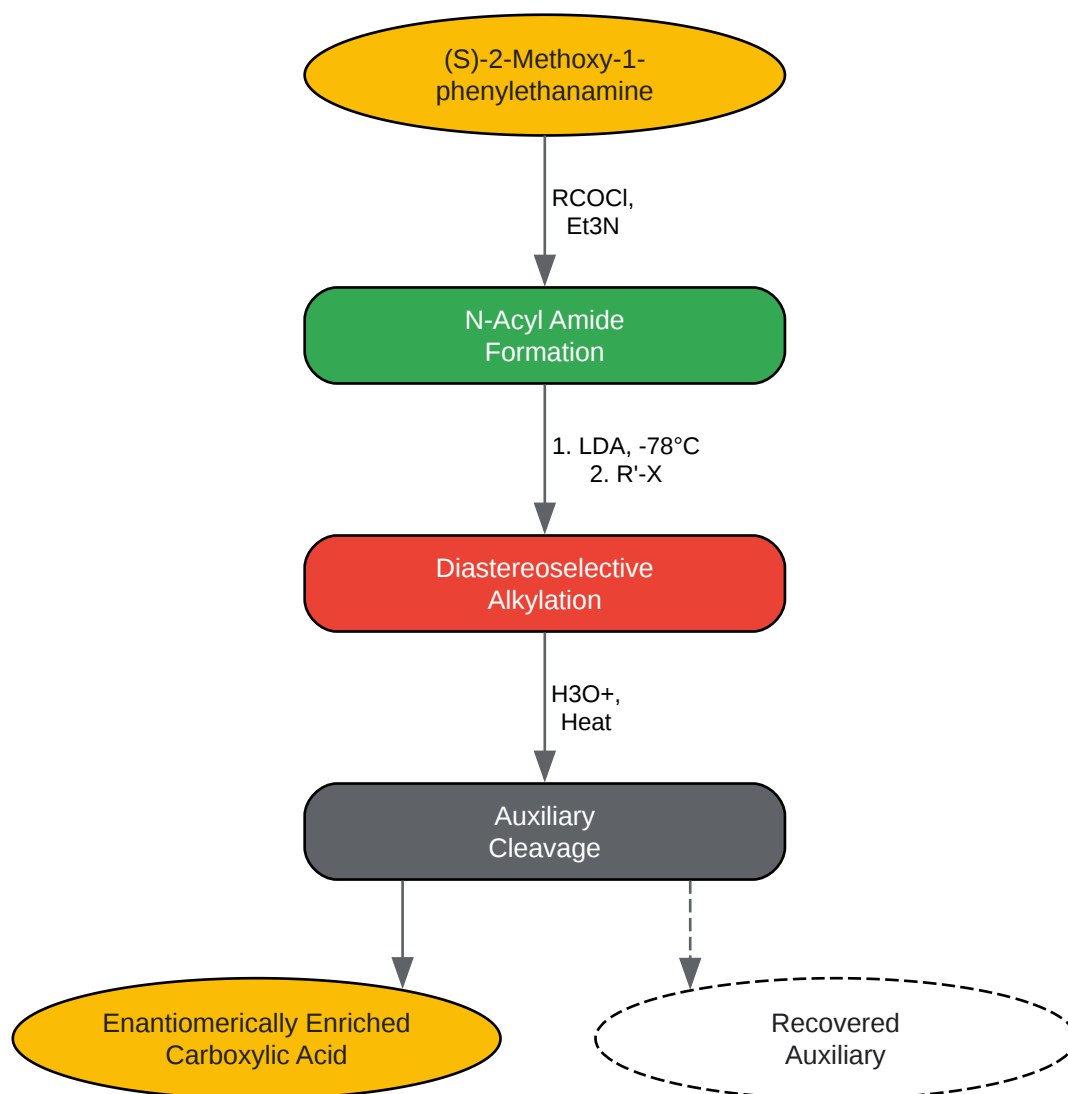 (S)-2-Methoxy-1-
phenylethanamine
RCOCl,
Et3N
N-Acyl Amide
Formation
1. LDA, -78°C
2. R'-X
Diastereoselective
Alkylation
H3O+,
Heat
Auxiliary
Cleavage
Enantiomerically Enriched
Carboxylic Acid
Recovered
Auxiliary